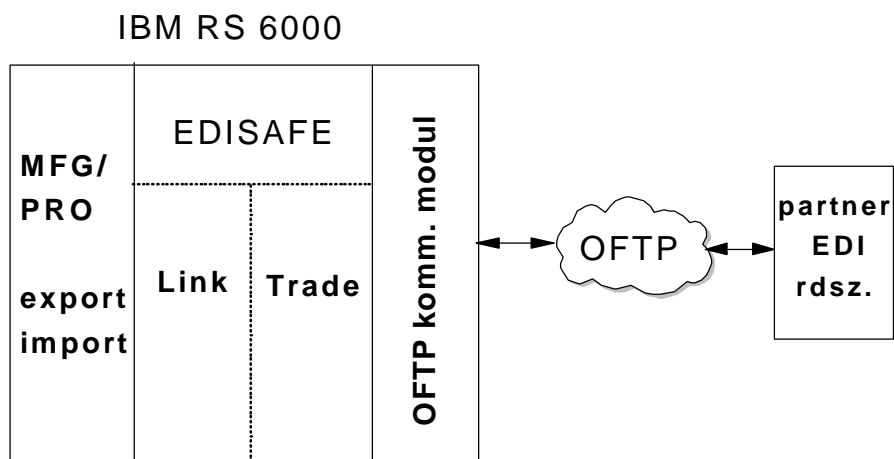 IBM RS 6000
MFG/
PRO
export
import
EDISAFE
Link
Trade
OFTP komm. modul
OFTP
partner
EDI
rdsz.